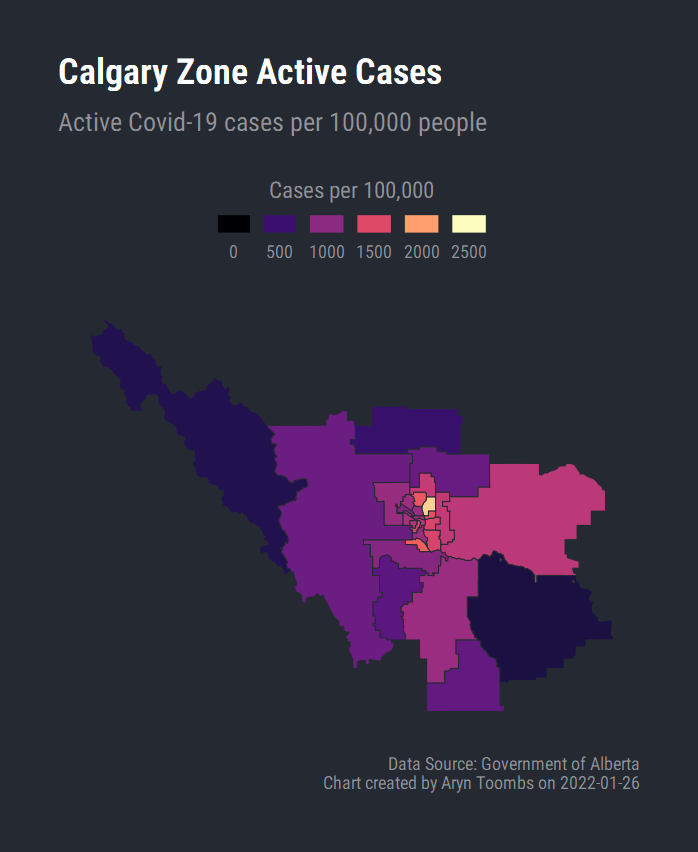 Calgary Zone Active Cases
Active Covid-19 cases per 100,000 people
Cases per 100,000
0 500 1000 1500 2000 2500
Data Source: Government of Alberta
Chart created by Aryn Toombs on 2022-01-26